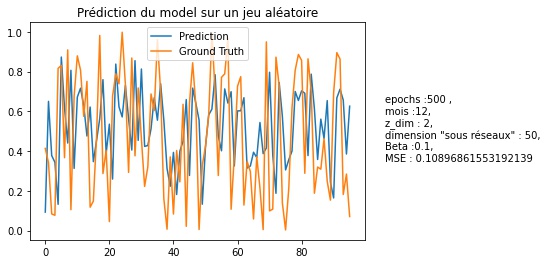 Prédiction du model sur un jeu aléatoire
Prediction
Ground Truth
1.0
0.8
0.6
0.4
0.2
0.0
0 20 40 60 80
epochs :500 ,
mois :12,
z_dim : 2,
dimension "sous réseaux" : 50,
Beta :0.1,
MSE : 0.10896861553192139